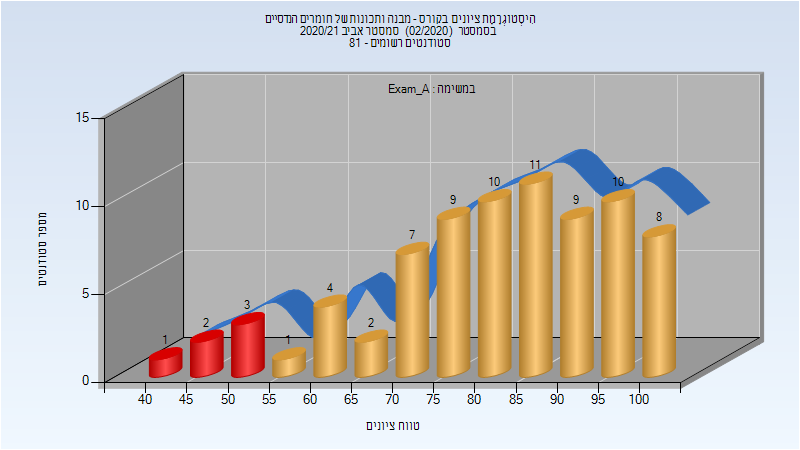 היסטוגרמת ציונים בקורס - מבנה ותכונות של חומרים הנדסיים
בסמסטר (02/2020) סמסטר אביב 2020/21
סטודנטים רשומים - 81
במשימה : Exam_A
מספר סטודנטים
15
10
5
0
1
2
3
1
4
2
7
9
10
11
9
10
8
40 45 50 55 60 65 70 75 80 85 90 95 100
טווח ציונים